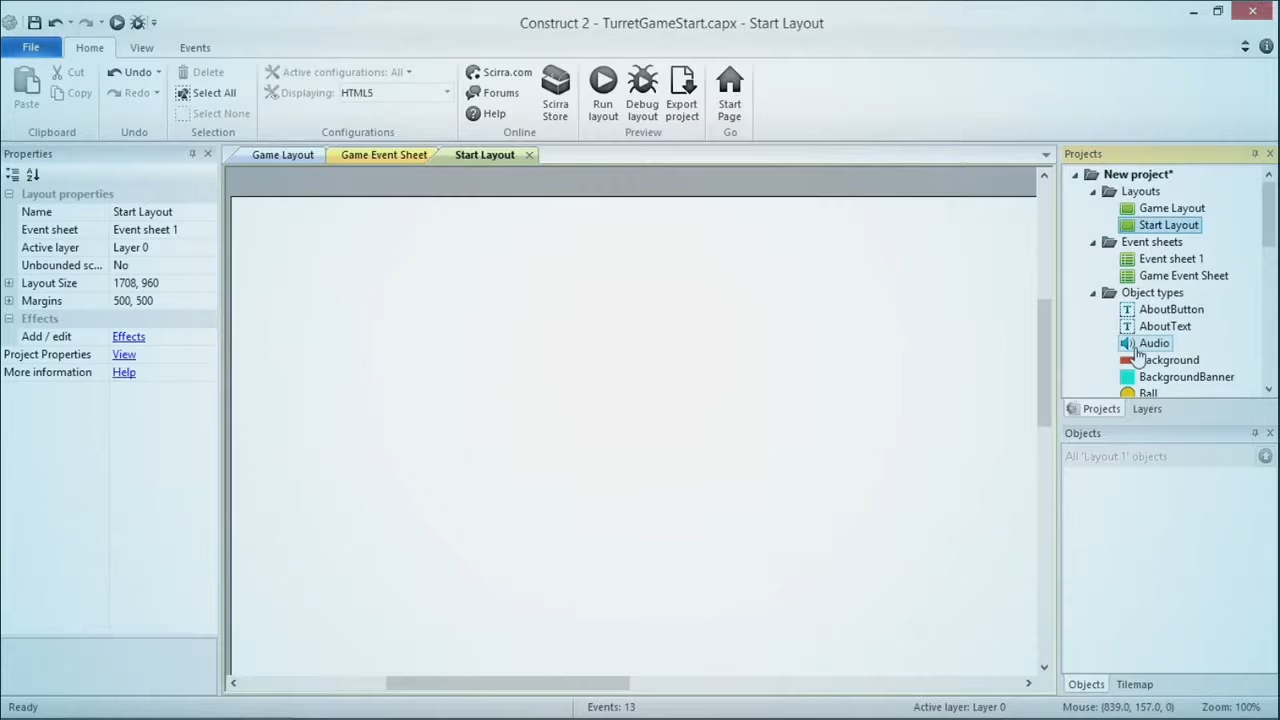 Construct 2 - TurretGameStart.capx - Start Layout
File Home View Events
Paste Cut Copy Undo Redo Delete Select All Select None Active configurations: All Displaying: HTML5 Scirra.com Forums Help Scirra Store Run layout Debug layout Export project Start Page
Clipboard Undo Selection Configurations Online Preview Go
Properties
Game Layout Game Event Sheet Start Layout
Projects
Layout properties
Name Start Layout
Event sheet Event sheet 1
Active layer Layer 0
Unbounded sc... No
Layout Size 1708, 960
Margins 500, 500
Effects
Add / edit Effects
Project Properties View
More information Help
New project*
Layouts
Game Layout
Start Layout
Event sheets
Event sheet 1
Game Event Sheet
Object types
AboutButton
AboutText
Audio
ackground
BackgroundBanner
Ball
Projects Layers
Objects
All 'Layout 1' objects
Objects Tilemap
Ready Events: 13 Active layer: Layer 0 Mouse: (839.0, 157.0, 0) Zoom: 100%